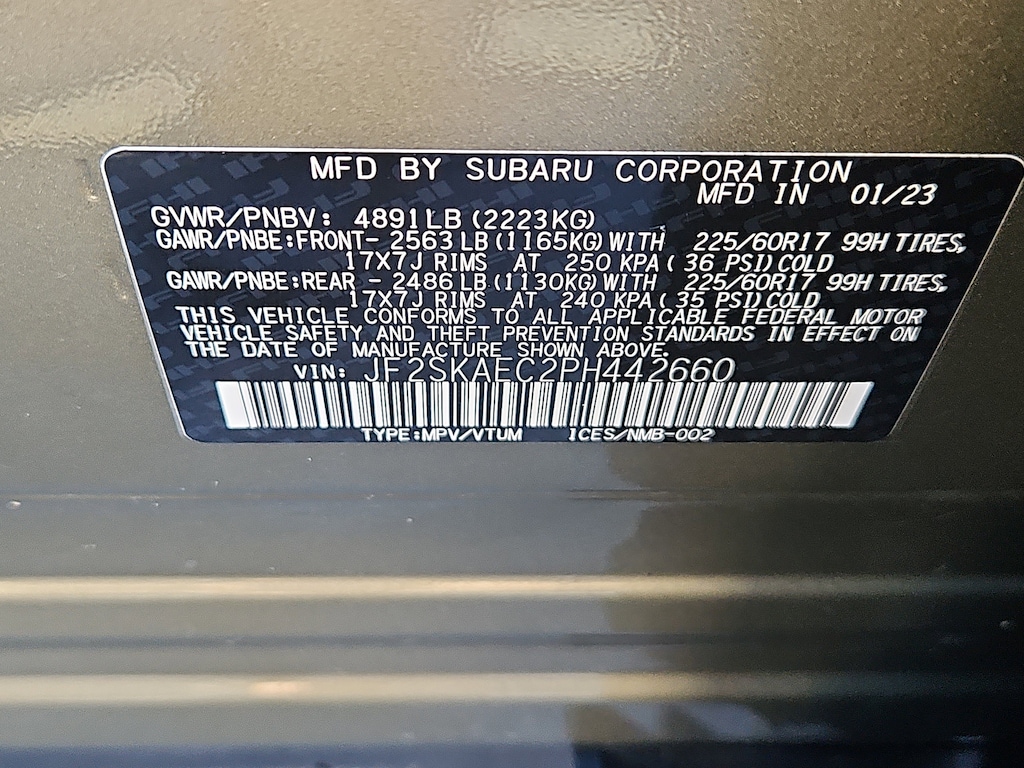 MFD BY SUBARU CORPORATION
MFD IN 01/23
GVWR/PNBV: 4891LB (2223KG)
GAWR/PNBE:FRONT- 2563LB (1165KG) WITH 225/60R17 99H TIRES,
17X7J RIMS AT 250 KPA ( 36 PSI) COLD
GAWR/PNBE:REAR - 2486LB (1130KG) WITH 225/60R17 99H TIRES,
17X7J RIMS AT 240 KPA ( 35 PSI) COLD
THIS VEHICLE CONFORMS TO ALL APPLICABLE FEDERAL MOTOR
VEHICLE SAFETY AND THEFT PREVENTION STANDARDS IN EFFECT ON
THE DATE OF MANUFACTURE SHOWN ABOVE.
VIN: JF2SKAEC2PH442660
TYPE:MPV/VTUM ICES/NMB-002